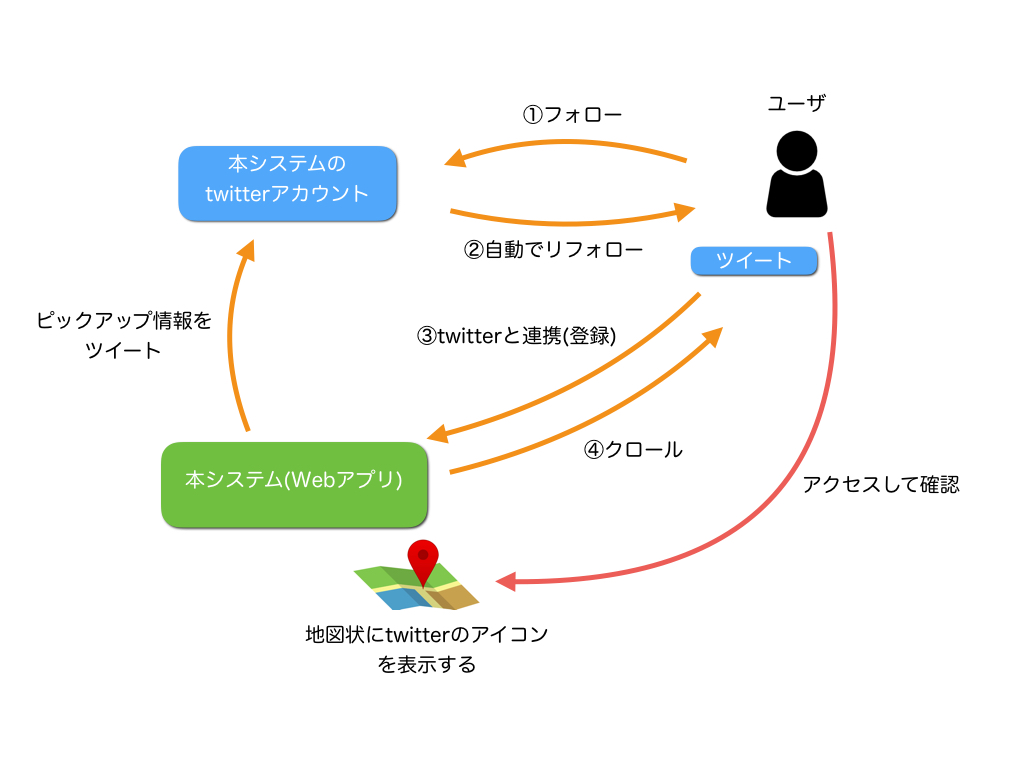 ユーザ
①フォロー
本システムの
twitterアカウント
②自動でリフォロー
ツイート
ピックアップ情報を
ツイート
③twitterと連携(登録)
④クロール
本システム(Webアプリ)
アクセスして確認
地図状にtwitterのアイコン
を表示する